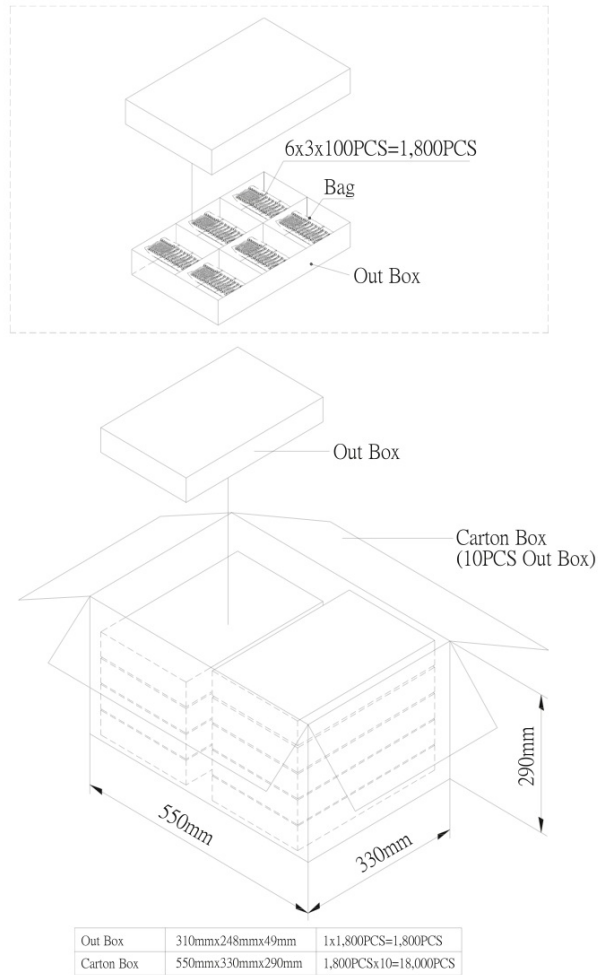 6x3x100PCS=1,800PCS
Bag
Out Box
Out Box
Carton Box
(10PCS Out Box)
290mm
550mm
330mm
Out Box 310mmx248mmx49mm 1x1,800PCS=1,800PCS
Carton Box 550mmx330mmx290mm 1,800PCSx10=18,000PCS